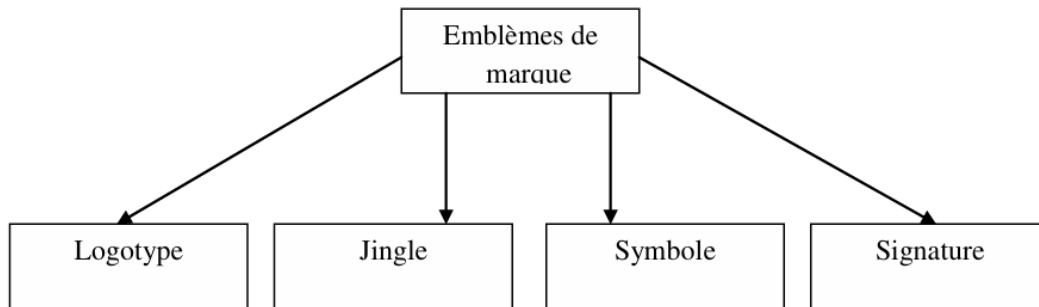 Emblèmes de
marque
Logotype
Jingle
Symbole
Signature